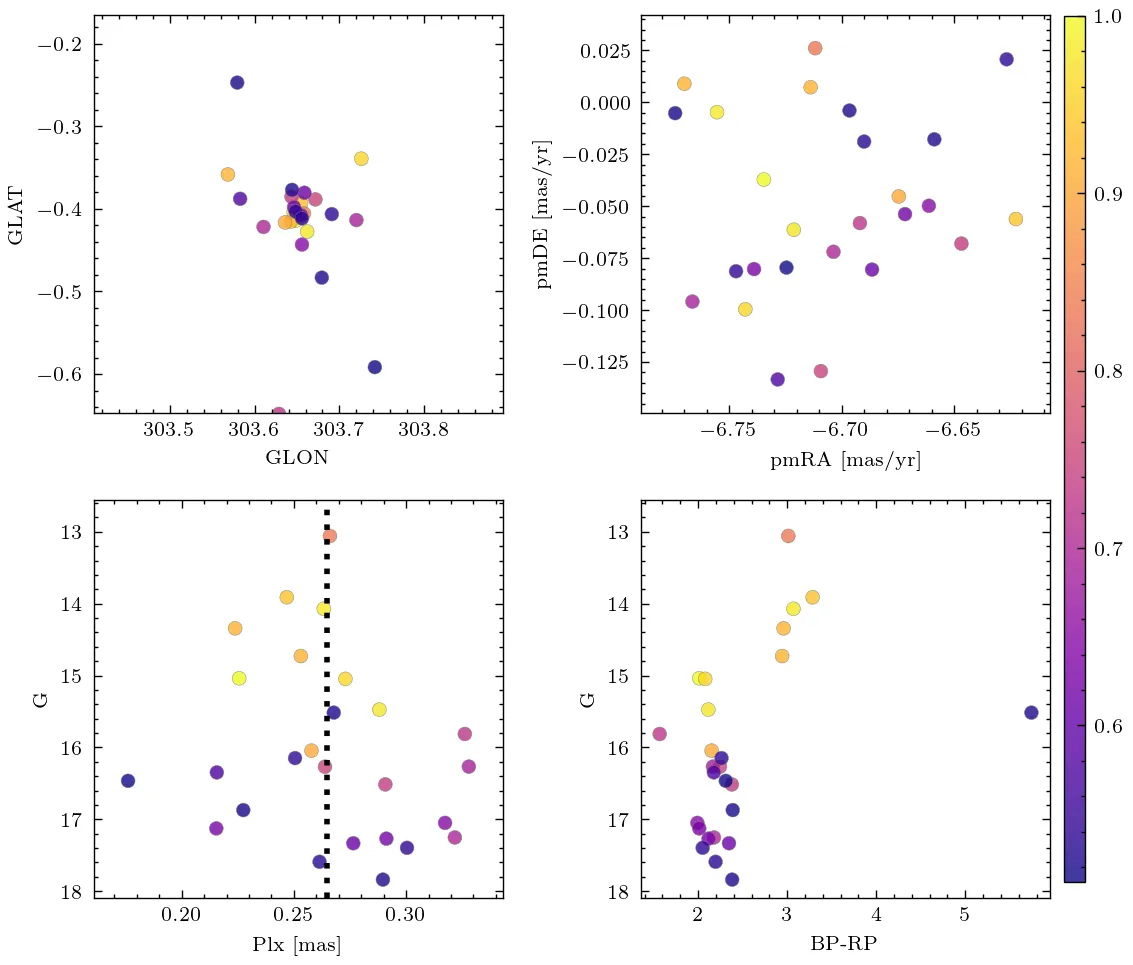 −0.2
−0.3
−0.4
−0.5
−0.6
GLAT
303.5 303.6 303.7 303.8
GLON
0.025
0.000
−0.025
−0.050
−0.075
−0.100
−0.125
pmDE [mas/yr]
−6.75 −6.70 −6.65
pmRA [mas/yr]
1.0
0.9
0.8
0.7
0.6
13
14
15
16
17
18
G
0.20 0.25 0.30
Plx [mas]
13
14
15
16
17
18
G
2 3 4 5
BP-RP